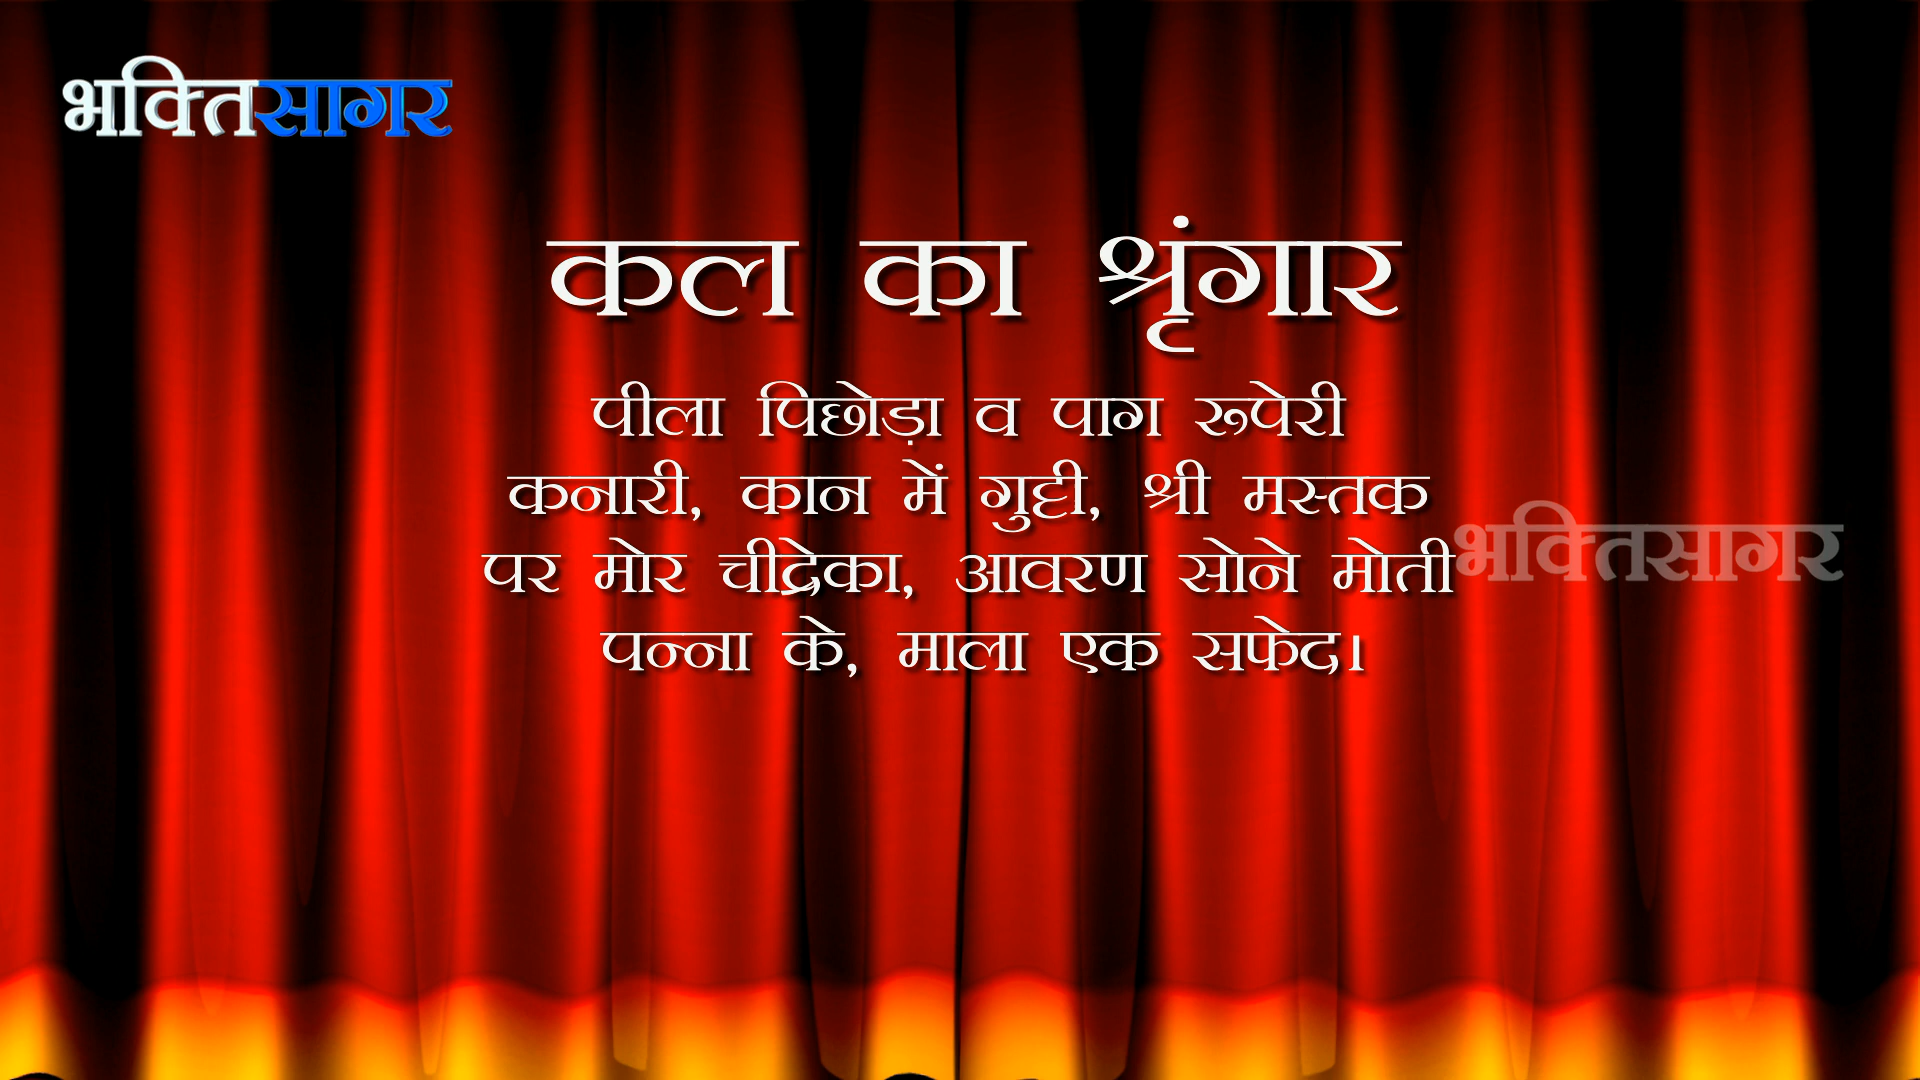 भक्तिसागर
कल का श्रृंगार
पीला पिछोड़ा व पाग रूपेरी
कनारी, कान में गुट्टी, श्री मस्तक
पर मोर चीद्रेका, आवरण सोने मोती
भक्तिसागर
पन्ना के, माला एक सफेद।